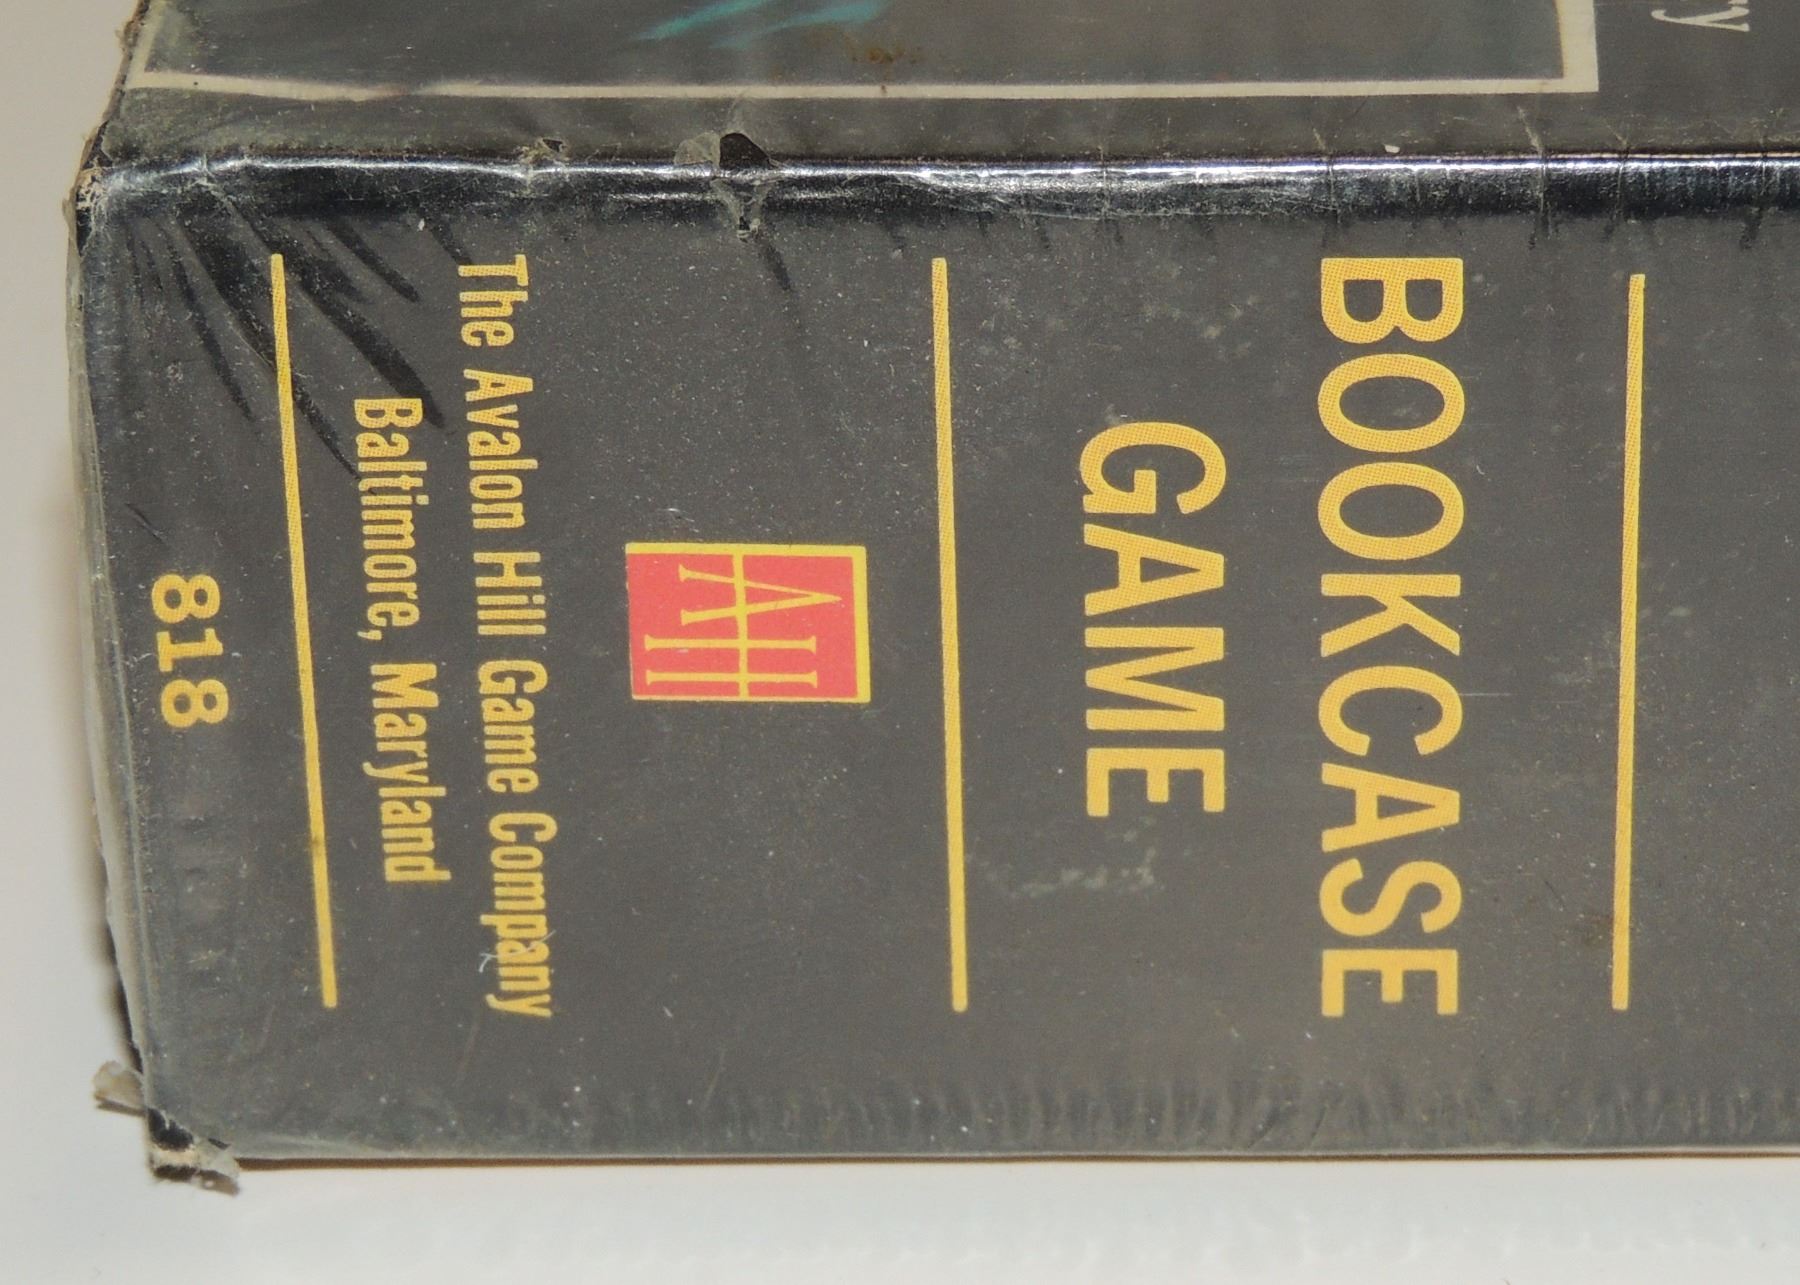 BOOKCASE
GAME
AH
The Avalon Hill Game Company
Baltimore, Maryland
818